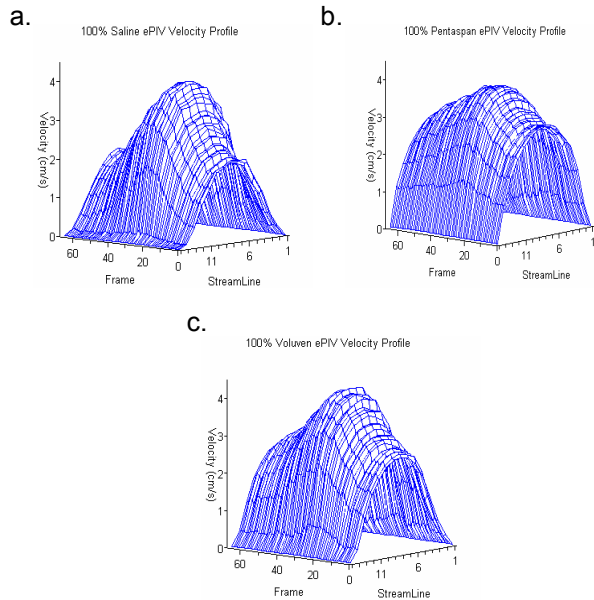 a.
100% Saline ePIV Velocity Profile
4
3
2
1
0
Velocity (cm/s)
60
40
20
0
11
6
1
Frame
StreamLine
b.
100% Pentaspan ePIV Velocity Profile
4
3
2
1
0
Velocity (cm/s)
60
40
20
0
11
6
1
Frame
StreamLine
c.
100% Voluven ePIV Velocity Profile
4
3
2
1
0
Velocity (cm/s)
60
40
20
0
11
6
1
Frame
StreamLine